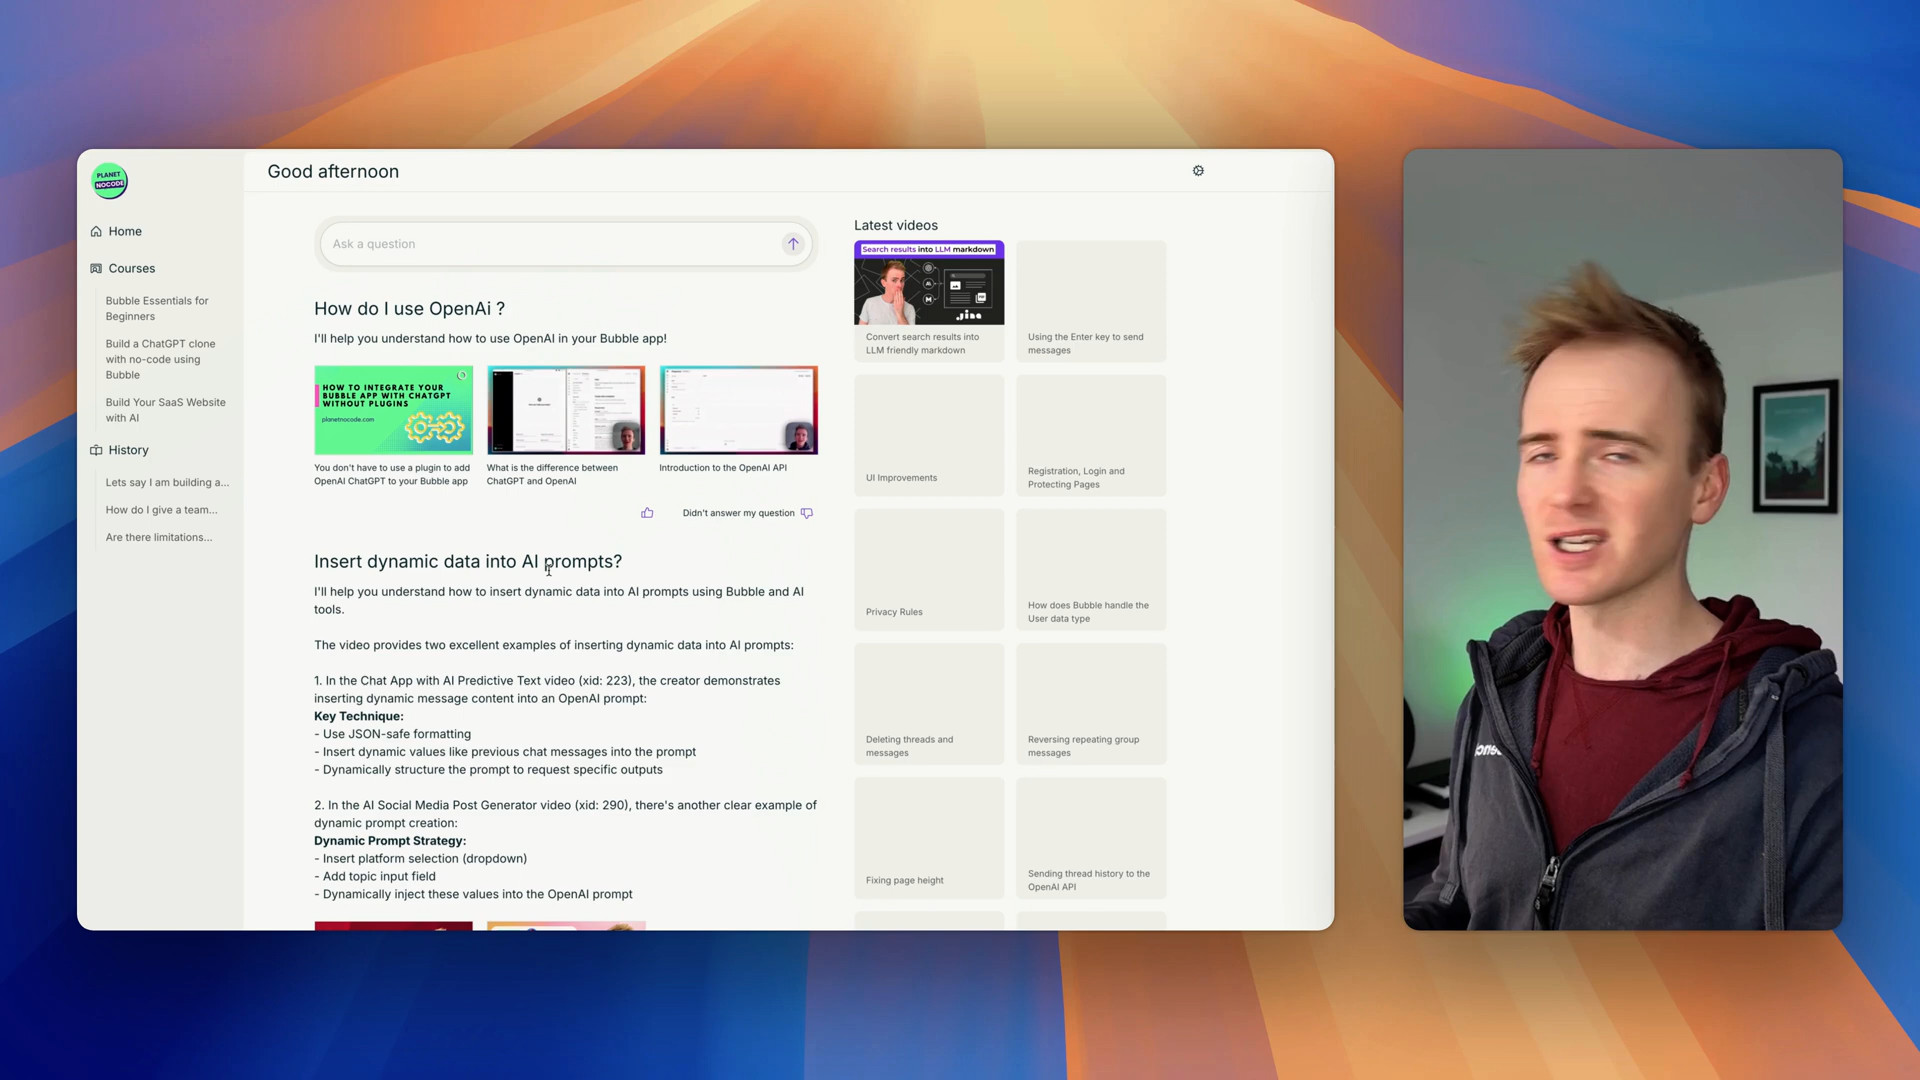 PLANET
NOCODE
Good afternoon
Home
Courses
Bubble Essentials for
Beginners
Build a ChatGPT clone
with no-code using
Bubble
Build Your SaaS Website
with AI
History
Lets say I am building a...
How do I give a team...
Are there limitations...
Ask a question
How do I use OpenAi ?
I'll help you understand how to use OpenAI in your Bubble app!
HOW TO INTEGRATE YOUR
BUBBLE APP WITH CHATGPT
WITHOUT PLUGINS
planetnocode.com
You don't have to use a plugin to add
OpenAI ChatGPT to your Bubble app
What is the difference between
ChatGPT and OpenAI
Introduction to the OpenAI API
Didn't answer my question
Insert dynamic data into AI prompts?
I'll help you understand how to insert dynamic data into AI prompts using Bubble and AI
tools.
The video provides two excellent examples of inserting dynamic data into AI prompts:
1. In the Chat App with AI Predictive Text video (xid: 223), the creator demonstrates
inserting dynamic message content into an OpenAI prompt:
Key Technique:
- Use JSON-safe formatting
- Insert dynamic values like previous chat messages into the prompt
- Dynamically structure the prompt to request specific outputs
2. In the AI Social Media Post Generator video (xid: 290), there's another clear example of
dynamic prompt creation:
Dynamic Prompt Strategy:
- Insert platform selection (dropdown)
- Add topic input field
- Dynamically inject these values into the OpenAI prompt
Latest videos
Search results into LLM markdown
jina
Convert search results into
LLM friendly markdown
Using the Enter key to send
messages
UI Improvements
Registration, Login and
Protecting Pages
Privacy Rules
How does Bubble handle the
User data type
Deleting threads and
messages
Reversing repeating group
messages
Fixing page height
Sending thread history to the
OpenAI API